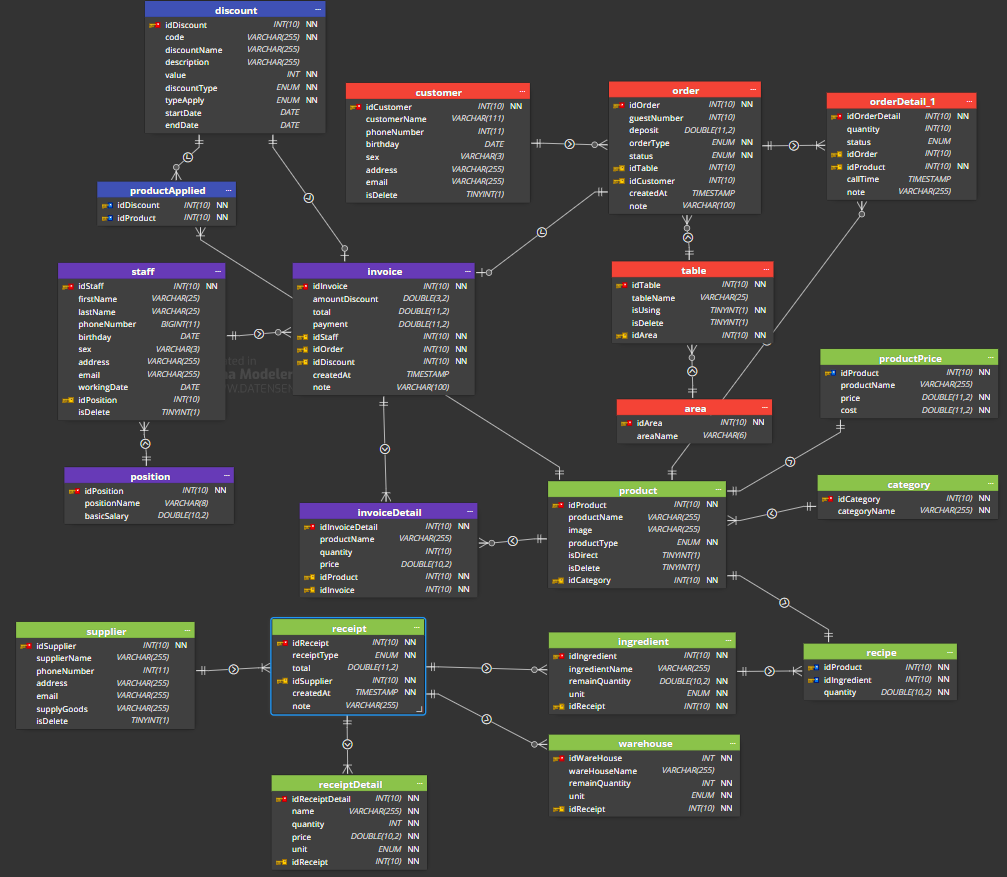 discount
idDiscount INT(10) NN
code VARCHAR(255) NN
discountName VARCHAR(255)
description VARCHAR(255)
value INT NN
discountType ENUM NN
typeApply ENUM NN
startDate DATE
endDate DATE
customer
idCustomer INT(10) NN
customerName VARCHAR(111)
phoneNumber INT(11)
birthday DATE
sex VARCHAR(3)
address VARCHAR(255)
email VARCHAR(255)
isDelete TINYINT(1)
order
idOrder INT(10) NN
guestNumber INT(10)
deposit DOUBLE(11,2)
orderType ENUM NN
status ENUM NN
idTable INT(10)
idCustomer INT(10)
createdAt TIMESTAMP
note VARCHAR(100)
orderDetail_1
idOrderDetail INT(10) NN
quantity INT(10)
status ENUM
idOrder INT(10)
idProduct INT(10) NN
callTime TIMESTAMP
note VARCHAR(255)
productApplied
idDiscount INT(10) NN
idProduct INT(10) NN
staff
idStaff INT(10) NN
firstName VARCHAR(25)
lastName VARCHAR(25)
phoneNumber BIGINT(11)
birthday DATE
sex VARCHAR(3)
address VARCHAR(255)
email VARCHAR(255)
workingDate DATE
idPosition INT(10)
isDelete TINYINT(1)
invoice
idInvoice INT(10) NN
amountDiscount DOUBLE(3,2)
total DOUBLE(11,2)
payment DOUBLE(11,2)
idStaff INT(10) NN
idOrder INT(10) NN
idDiscount INT(10) NN
createdAt TIMESTAMP
note VARCHAR(100)
table
idTable INT(10) NN
tableName VARCHAR(25)
isUsing TINYINT(1) NN
isDelete TINYINT(1)
idArea INT(10) NN
productPrice
idProduct INT(10) NN
productName VARCHAR(255)
price DOUBLE(11,2) NN
cost DOUBLE(11,2) NN
area
idArea INT(10) NN
areaName VARCHAR(6)
position
idPosition INT(10) NN
positionName VARCHAR(8)
basicSalary DOUBLE(10,2)
invoiceDetail
idInvoiceDetail INT(10) NN
productName VARCHAR(255)
quantity INT(10)
price DOUBLE(10,2)
idProduct INT(10) NN
idInvoice INT(10) NN
product
idProduct INT(10) NN
productName VARCHAR(255)
image VARCHAR(255)
productType ENUM NN
isDirect TINYINT(1)
isDelete TINYINT(1)
idCategory INT(10) NN
category
idCategory INT(10) NN
categoryName VARCHAR(255) NN
supplier
idSupplier INT(10) NN
supplierName VARCHAR(255)
phoneNumber INT(11)
address VARCHAR(255)
email VARCHAR(255)
supplyGoods VARCHAR(255)
isDelete TINYINT(1)
receipt
idReceipt INT(10) NN
receiptType ENUM NN
total DOUBLE(11,2)
idSupplier INT(10) NN
createdAt TIMESTAMP NN
note VARCHAR(255)
ingredient
idIngredient INT(10) NN
ingredientName VARCHAR(255)
remainQuantity DOUBLE(10,2) NN
unit ENUM NN
idReceipt INT(10) NN
recipe
idProduct INT(10) NN
idIngredient INT(10) NN
quantity DOUBLE(10,2) NN
warehouse
idWareHouse INT NN
wareHouseName VARCHAR(255)
remainQuantity INT NN
unit ENUM NN
idReceipt INT(10) NN
receiptDetail
idReceiptDetail INT(10) NN
name VARCHAR(255) NN
quantity INT NN
price DOUBLE(10,2) NN
unit ENUM NN
idReceipt INT(10) NN